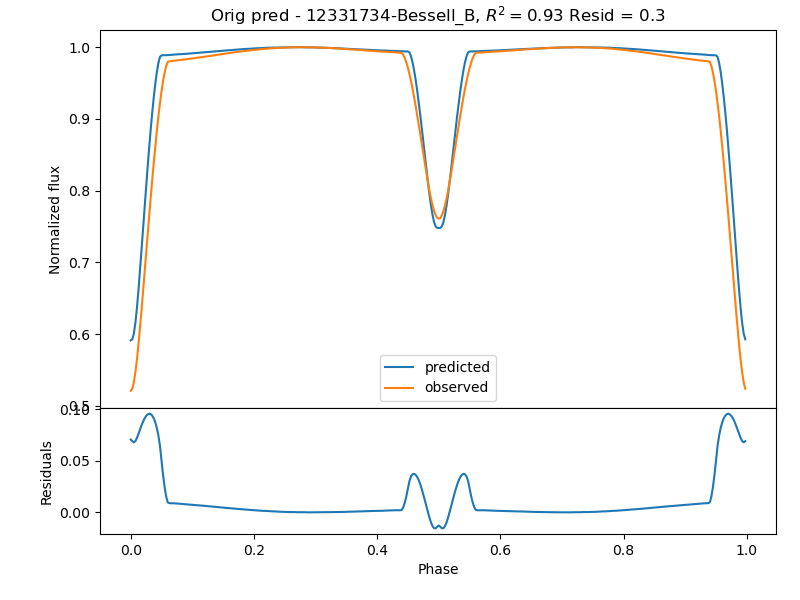 Orig pred - 12331734-Bessell_B, $R^2 = 0.93$ Resid = 0.3
1.0
0.9
0.8
0.7
0.6
0.5
Normalized flux
predicted
observed
0.10
0.05
0.00
Residuals
0.0 0.2 0.4 0.6 0.8 1.0
Phase